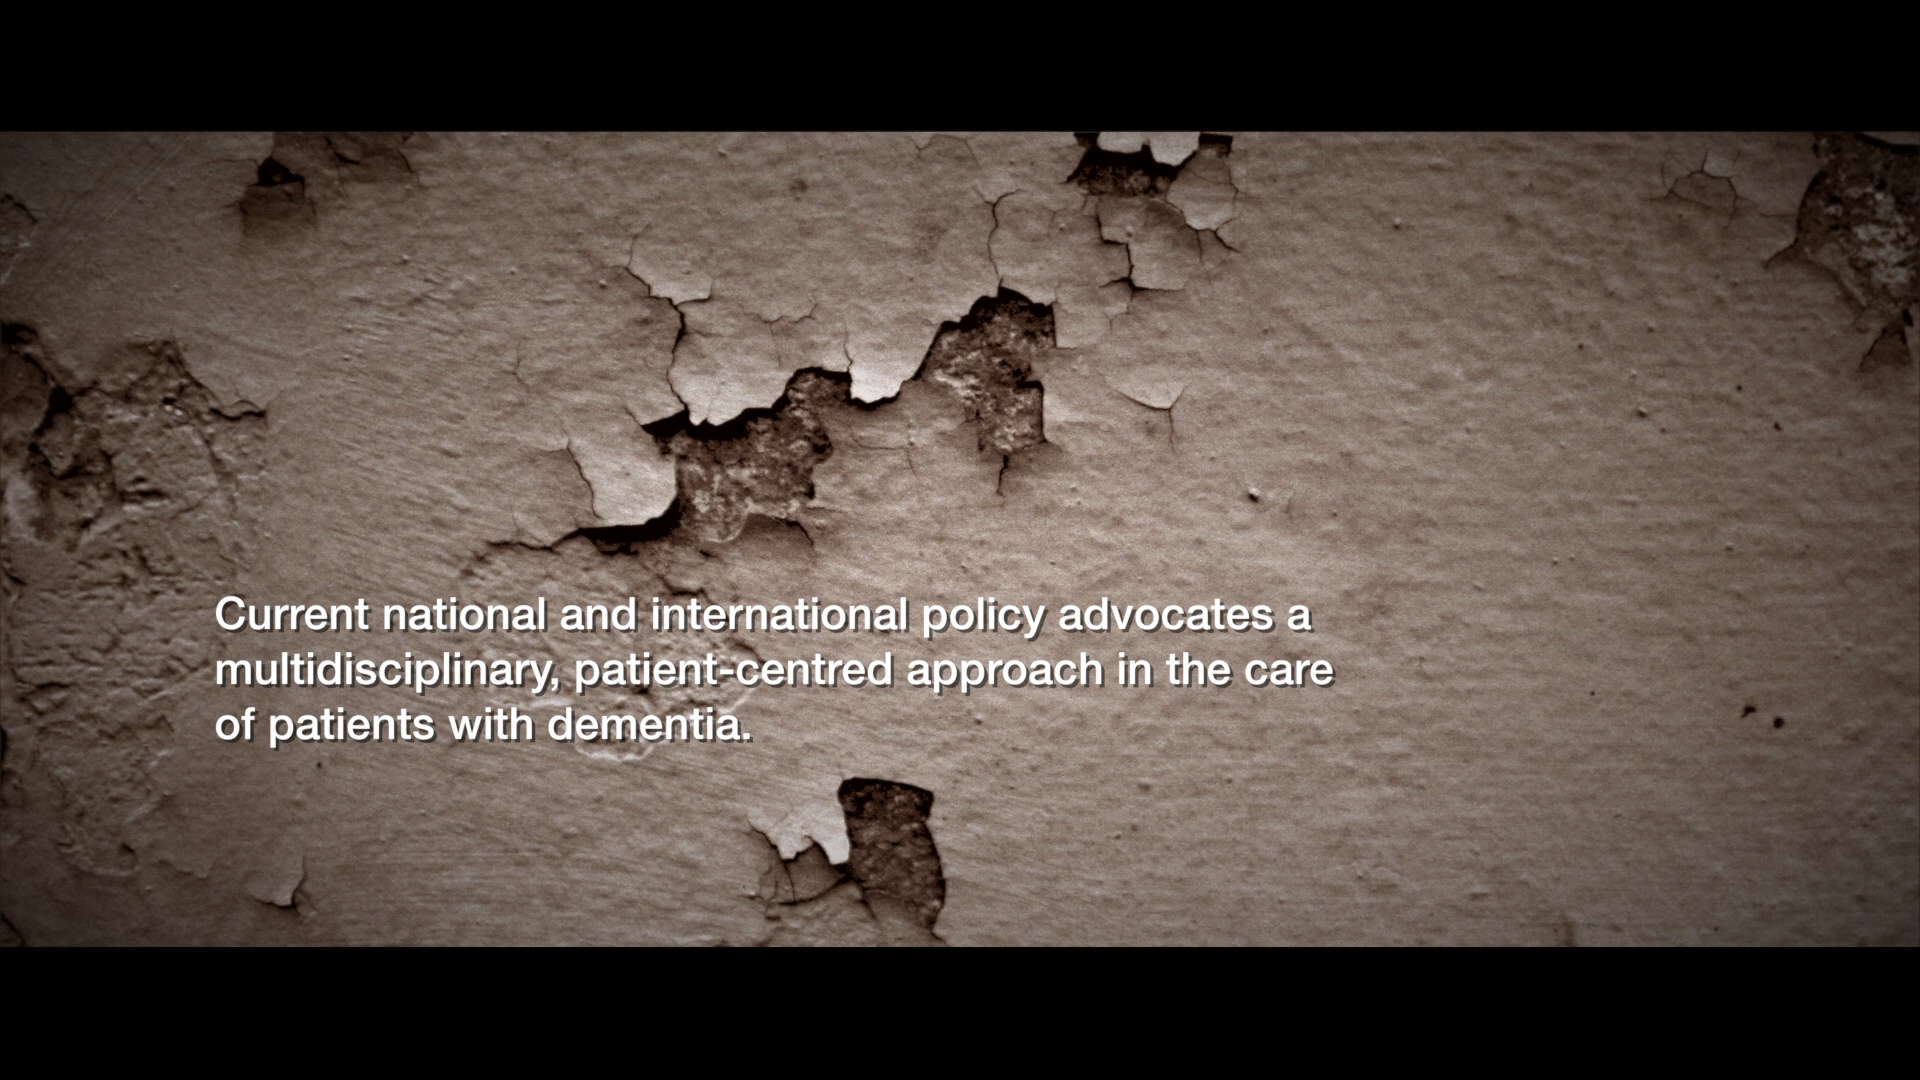 Current national and international policy advocates a
multidisciplinary, patient-centred approach in the care
of patients with dementia.